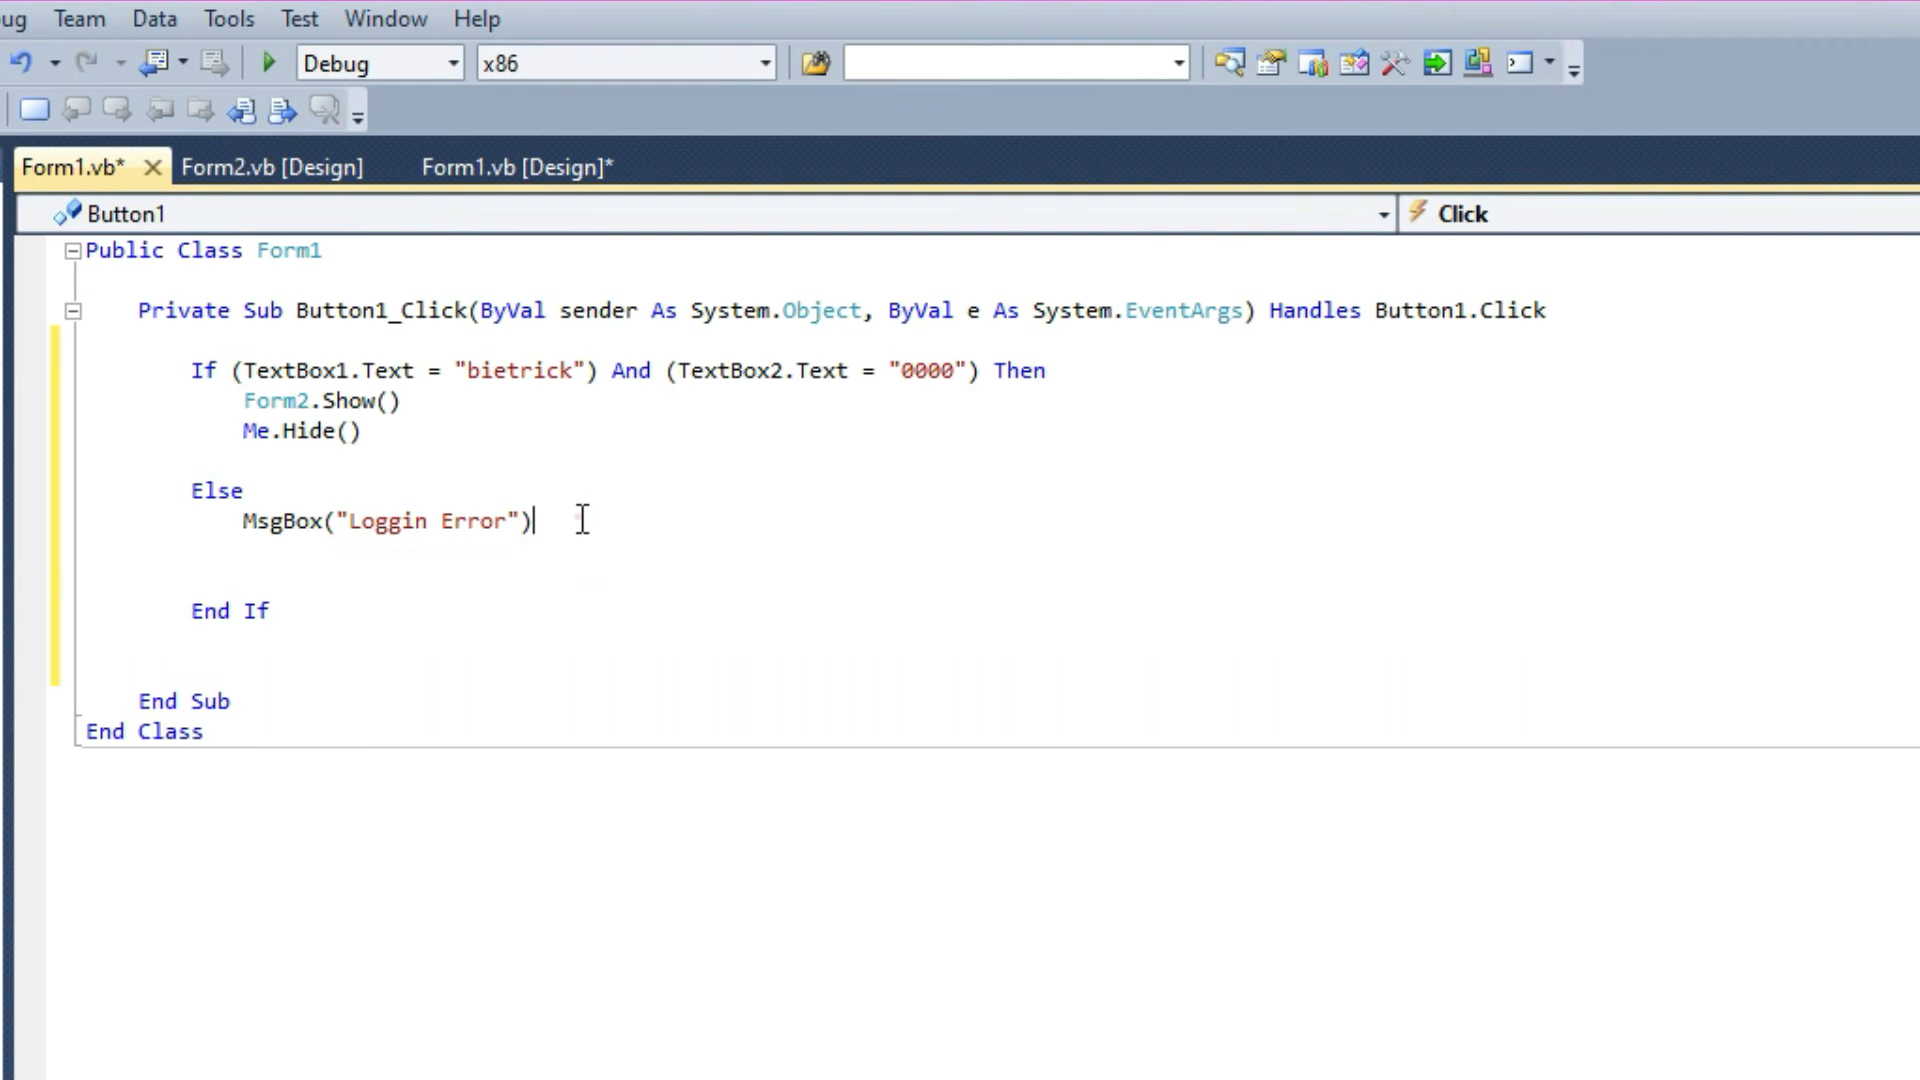 ug Team Data Tools Test Window Help
Debug x86
Form1.vb* Form2.vb [Design] Form1.vb [Design]*
Button1 Click
Public Class Form1
Private Sub Button1_Click(ByVal sender As System.Object, ByVal e As System.EventArgs) Handles Button1.Click
If (TextBox1.Text = "bietrick") And (TextBox2.Text = "0000") Then
Form2.Show()
Me.Hide()
Else
MsgBox("Loggin Error")
End If
End Sub
End Class